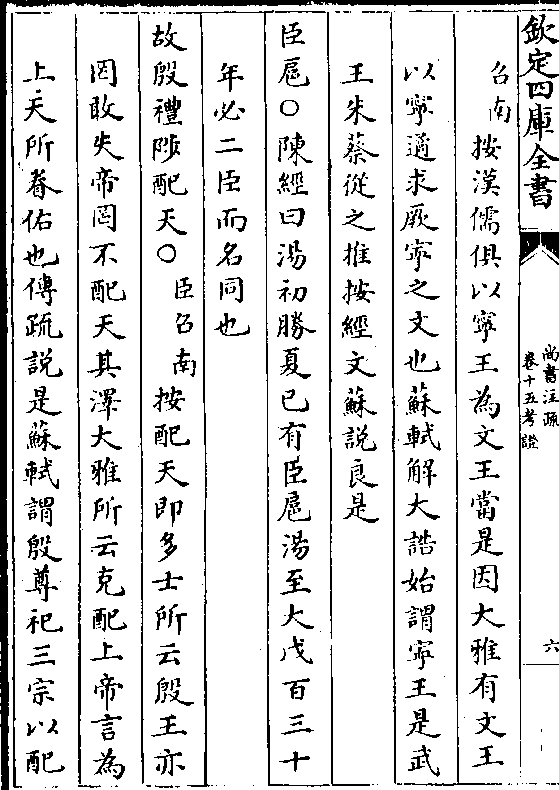 欽定四庫全書
尚書注疏
卷十五考證
六
召南按漢儒俱以寧王為文王當是因大雅有文王
以寧遹求厥寧之文也蘇軾解大誥始謂寧王是武
王朱蔡從之推按經文蘇說良是
臣扈○陳經曰湯初勝夏已有臣扈湯至大戊百三十
年必二臣而名同也
故殷禮陟配天○臣召南按配天即多士所云殷王亦
罔敢失帝罔不配天其澤大雅所云克配上帝言為
上天所眷佑也傳疏説是蘇軾謂殷尊祀三宗以配